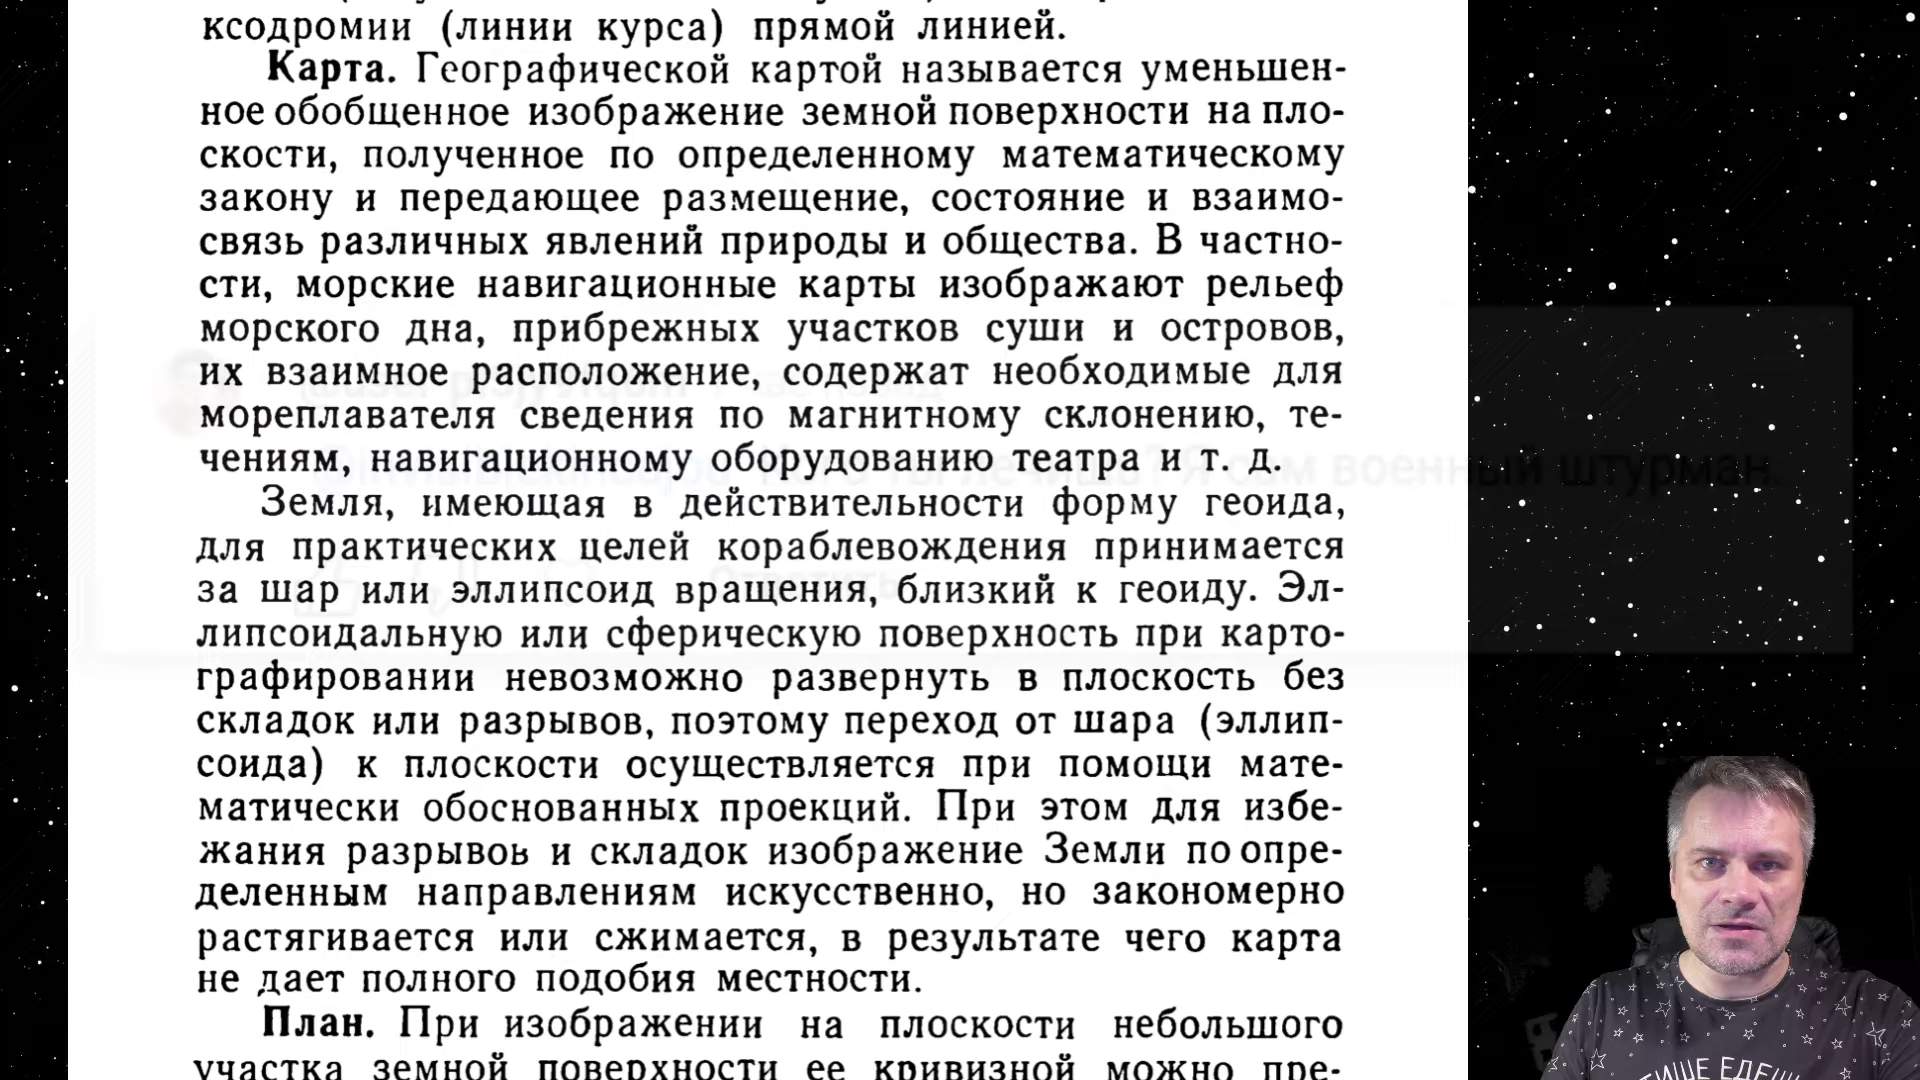 ксодромии (линии курса) прямой линией.
Карта. Географической картой называется уменьшен-
ное обобщенное изображение земной поверхности на пло-
скости, полученное по определенному математическому
закону и передающее размещение, состояние и взаимо-
связь различных явлений природы и общества. В частно-
сти, морские навигационные карты изображают рельеф
морского дна, прибрежных участков суши и островов,
их взаимное расположение, содержат необходимые для
мореплавателя сведения по магнитному склонению, те-
чениям, навигационному оборудованию театра и т. д.
Я сам военный штурман.
Земля, имеющая в действительности форму геоида,
для практических целей кораблевождения принимается
Ответить
за шар или эллипсоид вращения, близкий к геоиду. Эл-
липсоидальную или сферическую поверхность при карто-
графировании невозможно развернуть в плоскость без
складок или разрывов, поэтому переход от шара (эллип-
соида) к плоскости осуществляется при помощи мате-
матически обоснованных проекций. При этом для избе-
жания разрывов и складок изображение Земли по опре-
деленным направлениям искусственно, но закономерно
растягивается или сжимается, в результате чего карта
не дает полного подобия местности.
План. При изображении на плоскости небольшого
участка земной поверхности ее кривизной можно пре-
ТИШЕ ЕДЕШЬ